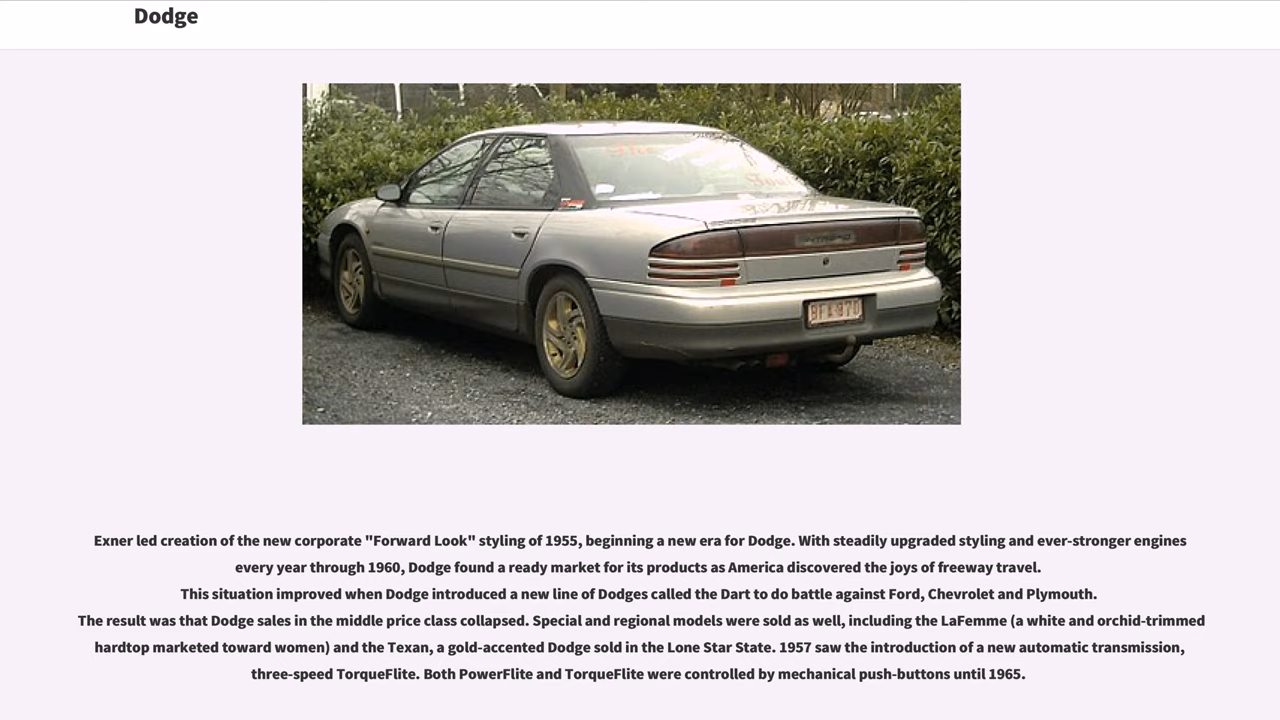 Dodge
INTREPID
Exner led creation of the new corporate "Forward Look" styling of 1955, beginning a new era for Dodge. With steadily upgraded styling and ever-stronger engines
every year through 1960, Dodge found a ready market for its products as America discovered the joys of freeway travel.
This situation improved when Dodge introduced a new line of Dodges called the Dart to do battle against Ford, Chevrolet and Plymouth.
The result was that Dodge sales in the middle price class collapsed. Special and regional models were sold as well, including the LaFemme (a white and orchid-trimmed
hardtop marketed toward women) and the Texan, a gold-accented Dodge sold in the Lone Star State. 1957 saw the introduction of a new automatic transmission,
three-speed TorqueFlite. Both PowerFlite and TorqueFlite were controlled by mechanical push-buttons until 1965.